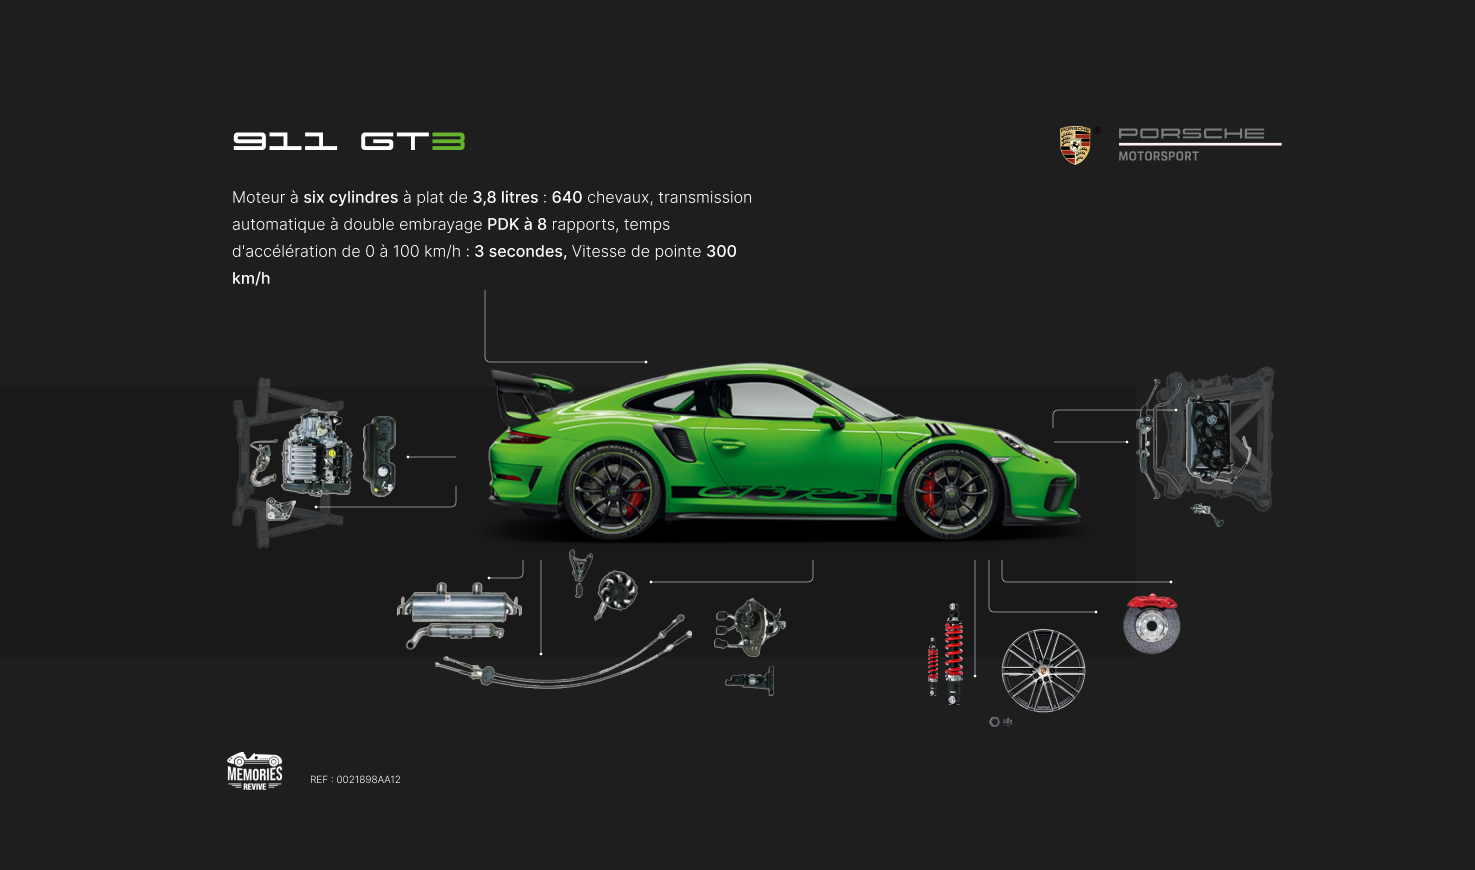 911 GT3
PORSCHE
PORSCHE
MOTORSPORT
Moteur à six cylindres à plat de 3,8 litres : 640 chevaux, transmission
automatique à double embrayage PDK à 8 rapports, temps
d'accélération de 0 à 100 km/h : 3 secondes, Vitesse de pointe 300
km/h
GT3 RS
MEMORIES
REVIVE
REF : 0021898AA12